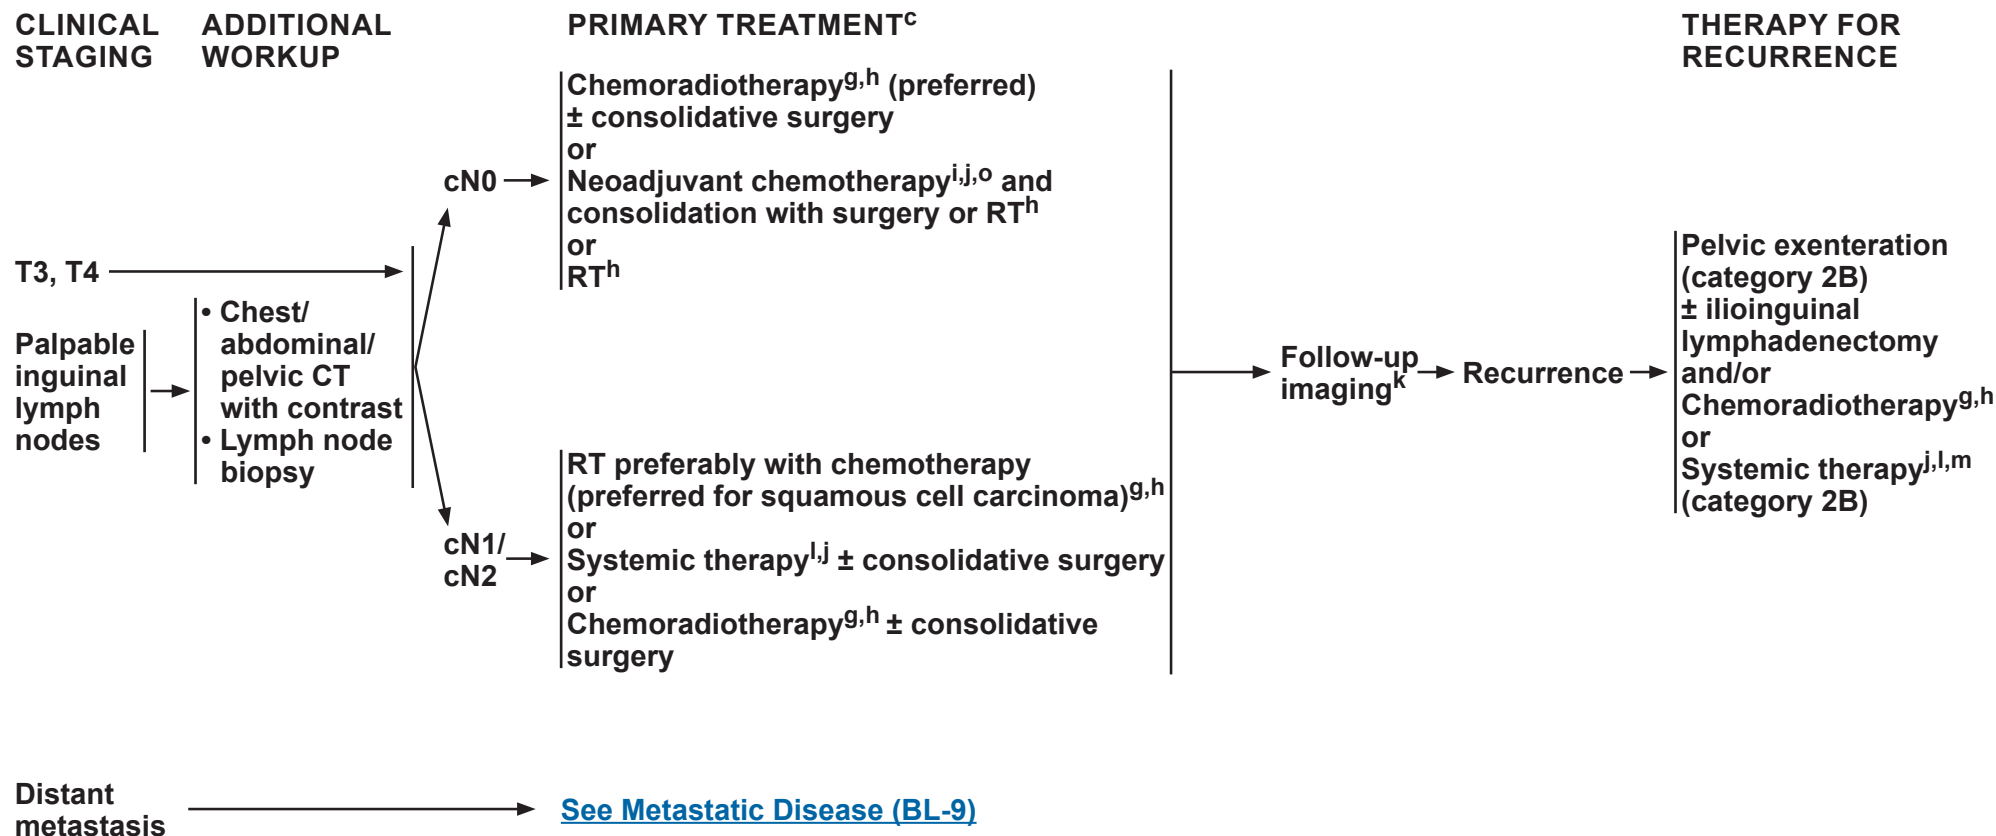 CLINICAL
STAGING
ADDITIONAL
WORKUP
PRIMARY TREATMENTᶜ
THERAPY FOR
RECURRENCE
T3, T4
Palpable
inguinal
lymph
nodes
• Chest/
abdominal/
pelvic CT
with contrast
• Lymph node
biopsy
cN0
Chemoradiotherapyg,h (preferred)
± consolidative surgery
or
Neoadjuvant chemotherapyi,j,o and
consolidation with surgery or RTh
or
RTh
cN1/
cN2
RT preferably with chemotherapy
(preferred for squamous cell carcinoma)g,h
or
Systemic therapyl,j ± consolidative surgery
or
Chemoradiotherapyg,h ± consolidative
surgery
Follow-up
imagingk
Recurrence
Pelvic exenteration
(category 2B)
± ilioinguinal
lymphadenectomy
and/or
Chemoradiotherapyg,h
or
Systemic therapyj,l,m
(category 2B)
Distant
metastasis
See Metastatic Disease (BL-9)